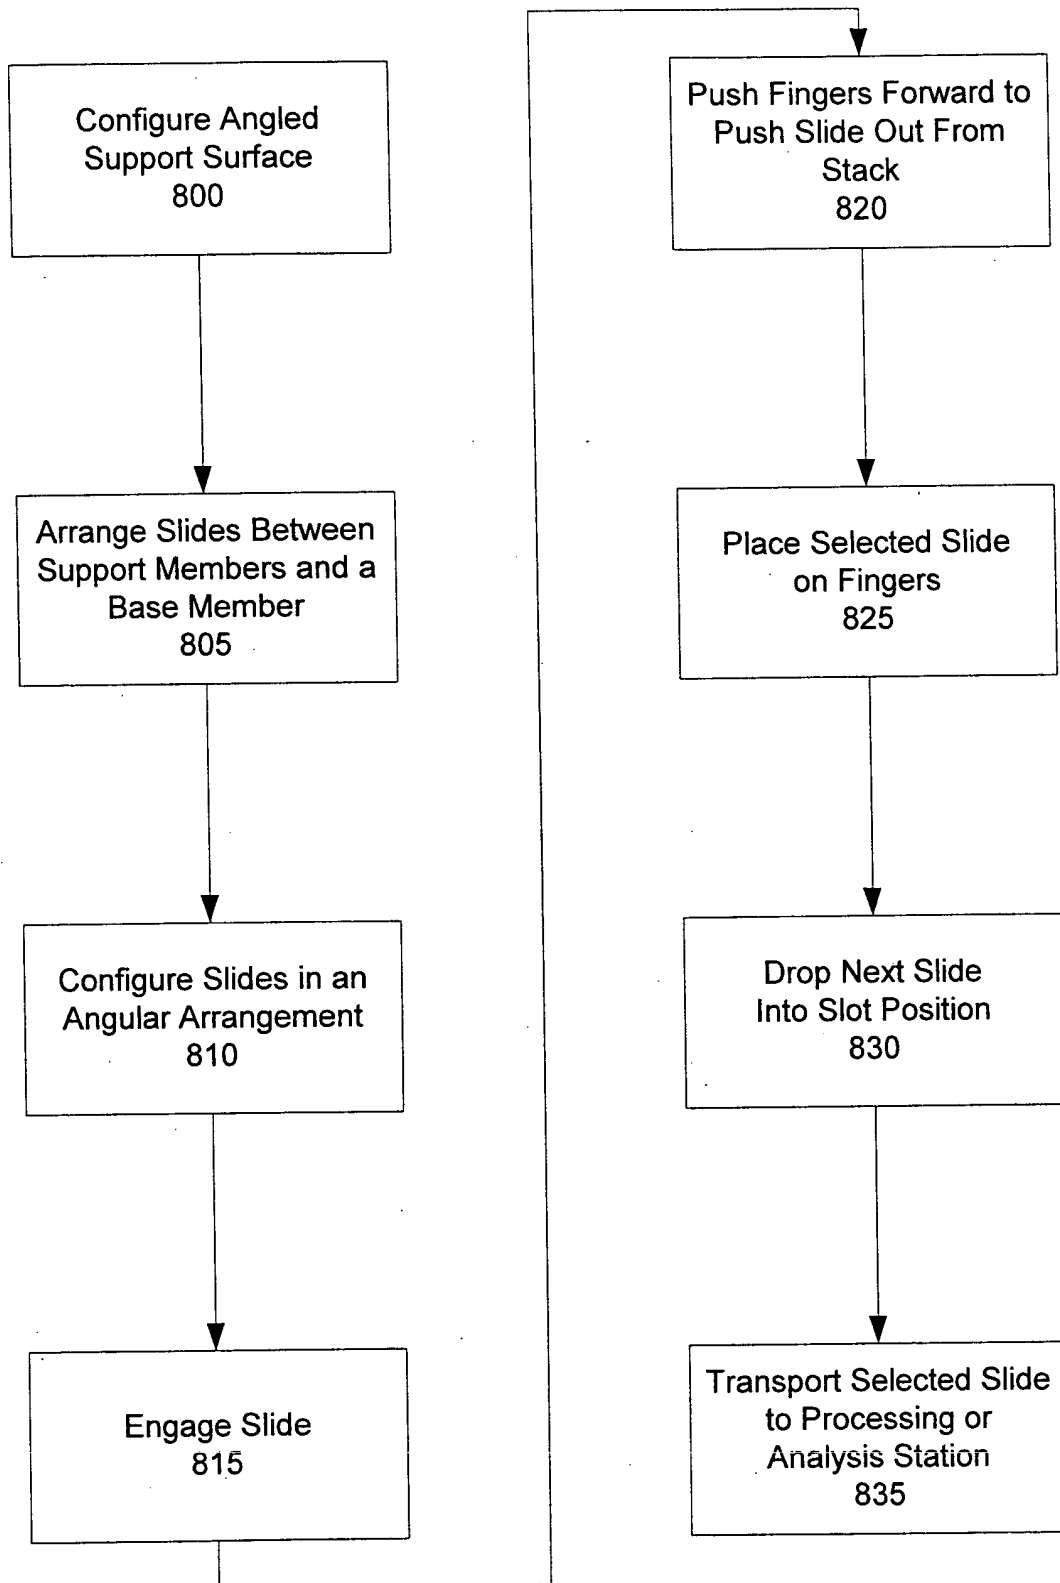 Configure Angled
Support Surface
800
Arrange Slides Between
Support Members and a
Base Member
805
Configure Slides in an
Angular Arrangement
810
Engage Slide
815
Push Fingers Forward to
Push Slide Out From
Stack
820
Place Selected Slide
on Fingers
825
Drop Next Slide
Into Slot Position
830
Transport Selected Slide
to Processing or
Analysis Station
835